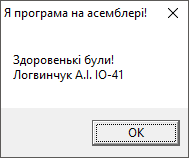 Я програма на асемблері!
Здоровенькі були!
Логвинчук А.І. ІО-41
OK